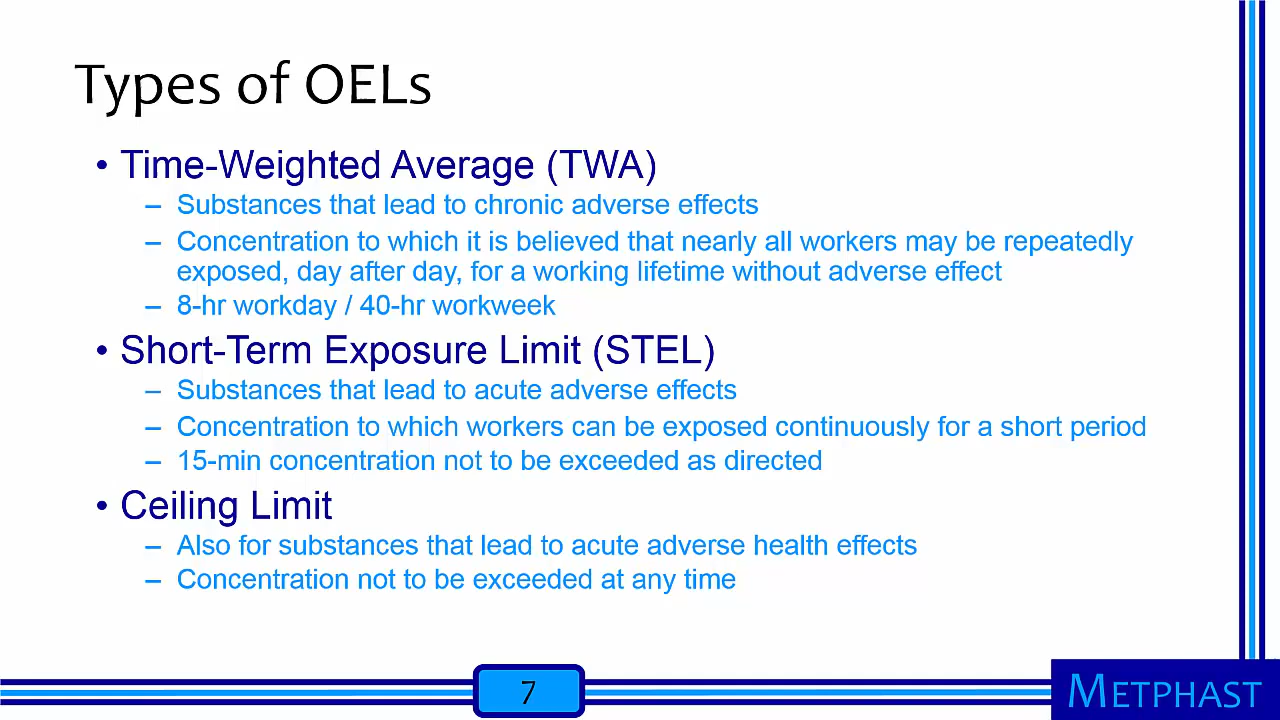 Types of OELs
• Time-Weighted Average (TWA)
– Substances that lead to chronic adverse effects
– Concentration to which it is believed that nearly all workers may be repeatedly
exposed, day after day, for a working lifetime without adverse effect
– 8-hr workday / 40-hr workweek
• Short-Term Exposure Limit (STEL)
– Substances that lead to acute adverse effects
– Concentration to which workers can be exposed continuously for a short period
– 15-min concentration not to be exceeded as directed
• Ceiling Limit
– Also for substances that lead to acute adverse health effects
– Concentration not to be exceeded at any time
7
METPHAST